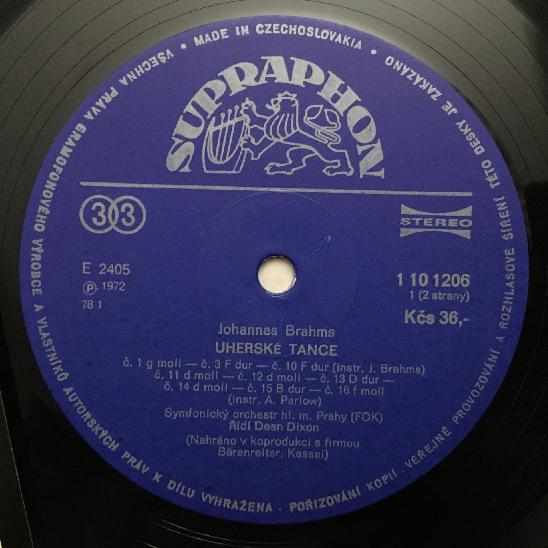 VŠECHNA PRÁVA GRAMOFONOVÉHO VÝROBCE A VLASTNÍKŮ AUTORSKÝCH PRÁV K DÍLU VYHRAŽENA · POŘIZOVÁNÍ KOPIÍ · VEŘEJNÉ PROVOZOVÁNÍ A ROZHLASOVÉ ŠÍŘENÍ TÉTO DESKY JE ZAKÁZÁNO • MADE IN CZECHOSLOVAKIA •
SUPRAPHON
33
STEREO
E 2405
℗ 1972
78 1
1 10 1206
1 (2 strany)
Kčs 36,-
Johannes Brahms
UHERSKÉ TANCE
č. 1 g moll — č. 3 F dur — č. 10 F dur (instr. J. Brahms)
č. 11 d moll — č. 12 d moll — č. 13 D dur —
č. 14 d moll — č. 15 B dur — č. 16 f moll
(instr. A. Parlow)
Symfonický orchestr hl. m. Prahy (FOK)
Řídí Dean Dixon
(Nahráno v koprodukci s firmou
Bärenreiter, Kassel)